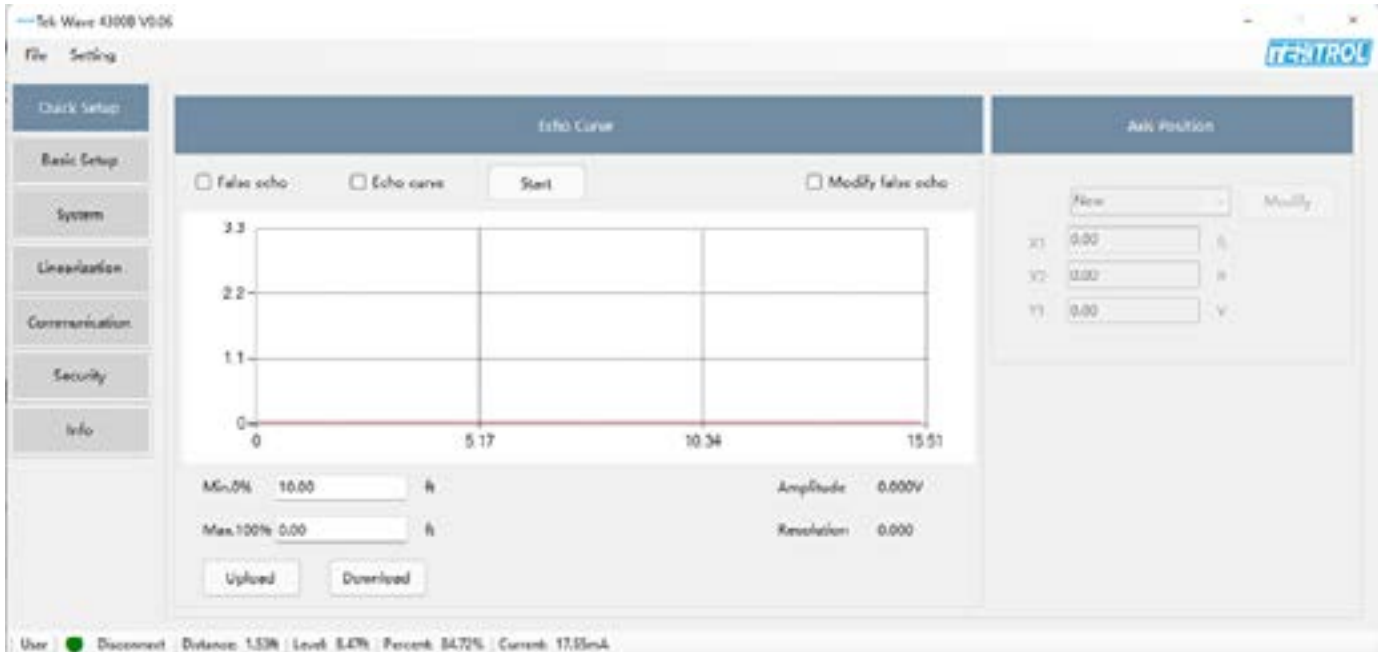 Tek-Wave 4300B V0.06
File Setting
TEK-TROL
Quick Setup
Basic Setup
System
Linearization
Communication
Security
Info
Echo Curve
False echo Echo curve Start Modify false echo
3.3
2.2
1.1
0
0 5.17 10.34 15.51
Min.0% 10.00 ft Amplitude 0.000V
Max.100% 0.00 ft Resolution 0.000
Upload Download
Axis Position
New Modify
X1 0.00 ft
X2 0.00 ft
Y1 0.00 V
User Disconnect Distance: 1.53ft Level: 8.47ft Percent: 84.72% Current: 17.55mA